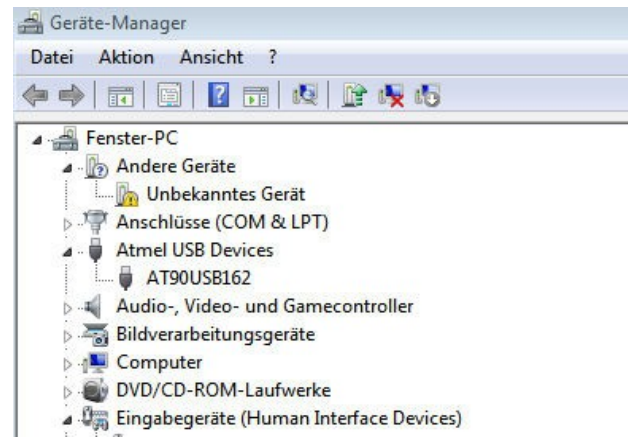 Geräte-Manager
Datei Aktion Ansicht ?
Fenster-PC
Andere Geräte
Unbekanntes Gerät
Anschlüsse (COM & LPT)
Atmel USB Devices
AT90USB162
Audio-, Video- und Gamecontroller
Bildverarbeitungsgeräte
Computer
DVD/CD-ROM-Laufwerke
Eingabegeräte (Human Interface Devices)